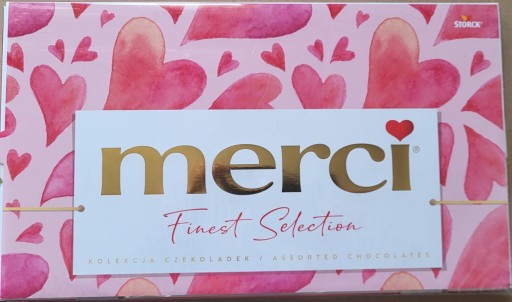 STORCK
merci
Finest Selection
KOLEKCJA CZEKOLADEK / ASSORTED CHOCOLATES